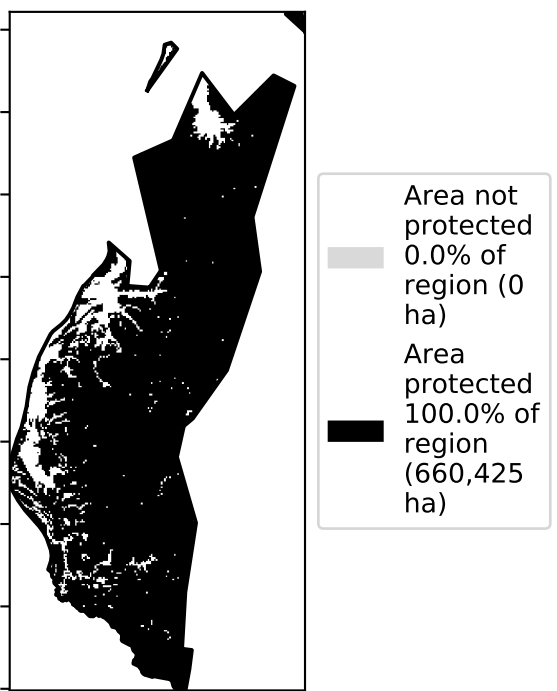 Area not
protected
0.0% of
region (0
ha)
Area
protected
100.0% of
region
(660,425
ha)